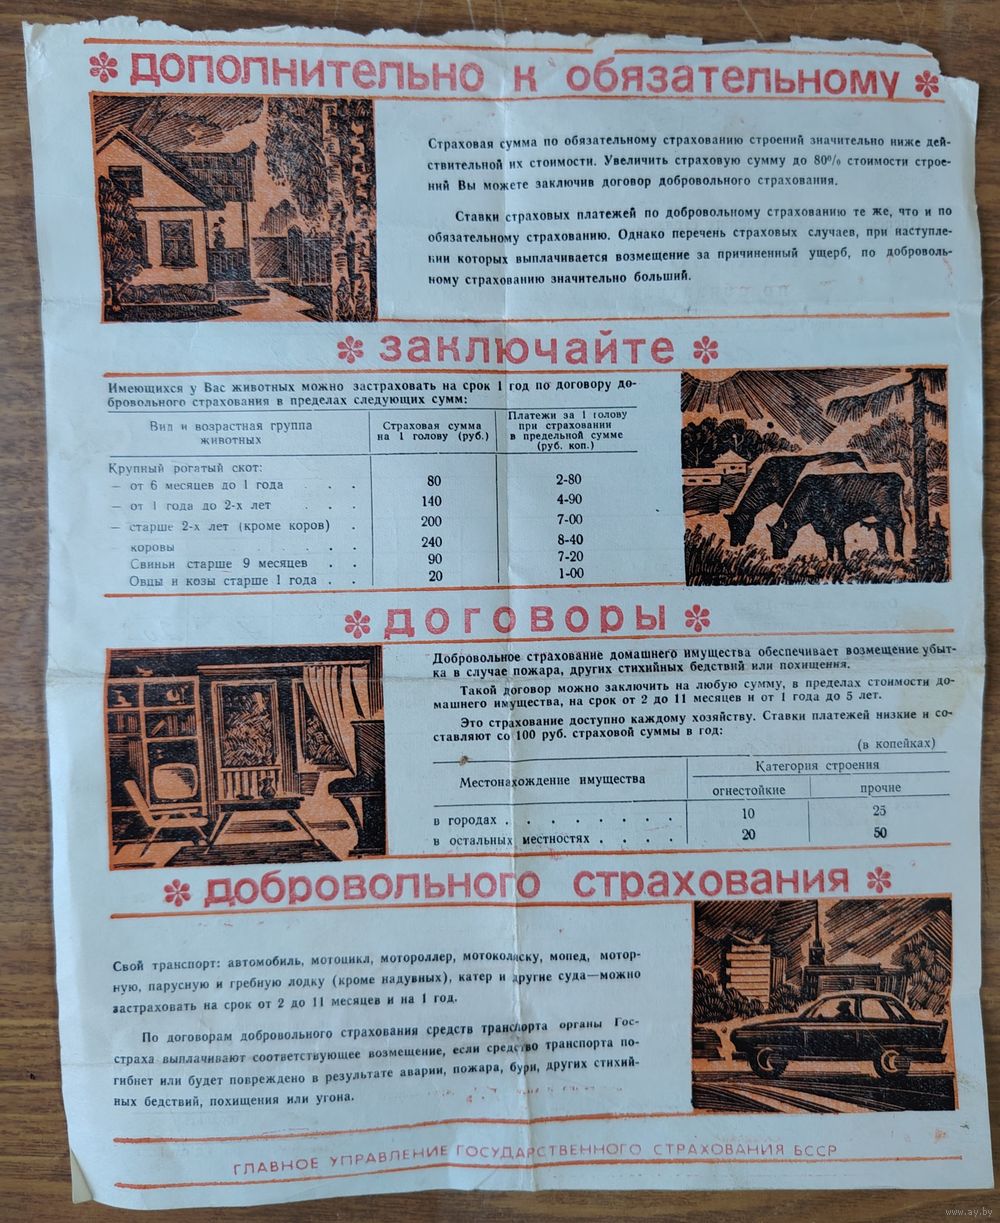 дополнительно к обязательному
Страховая сумма по обязательному страхованию строений значительно ниже дей-
ствительной их стоимости. Увеличить страховую сумму до 80% стоимости строе-
ний Вы можете заключив договор добровольного страхования.
Ставки страховых платежей по добровольному страхованию те же, что и по
обязательному страхованию. Однако перечень страховых случаев, при наступле-
нии которых выплачивается возмещение за причиненный ущерб, по доброволь-
ному страхованию значительно больший.
заключайте
Имеющихся у Вас животных можно застраховать на срок 1 год по договору до-
бровольного страхования в пределах следующих сумм:
Вид и возрастная группа
животных
Страховая сумма
на 1 голову (руб.)
Платежи за 1 голову
при страховании
в предельной сумме
(руб. коп.)
Крупный рогатый скот:
— от 6 месяцев до 1 года . . . 80 2-80
— от 1 года до 2-х лет . . . 140 4-90
— старше 2-х лет (кроме коров) . 200 7-00
коровы . . . . . . 240 8-40
Свиньи старше 9 месяцев . . 90 7-20
Овцы и козы старше 1 года . . 20 1-00
договоры
Добровольное страхование домашнего имущества обеспечивает возмещение убыт-
ка в случае пожара, других стихийных бедствий или похищения.
Такой договор можно заключить на любую сумму, в пределах стоимости до-
машнего имущества, на срок от 2 до 11 месяцев и от 1 года до 5 лет.
Это страхование доступно каждому хозяйству. Ставки платежей низкие и со-
ставляют со 100 руб. страховой суммы в год:
(в копейках)
Местонахождение имущества
Категория строения
огнестойкие прочие
в городах . . . . . . . . 10 25
в остальных местностях . . . . 20 50
добровольного страхования
Свой транспорт: автомобиль, мотоцикл, мотороллер, мотоколяску, мопед, мотор-
ную, парусную и гребную лодку (кроме надувных), катер и другие суда—можно
застраховать на срок от 2 до 11 месяцев и на 1 год.
По договорам добровольного страхования средств транспорта органы Гос-
страха выплачивают соответствующее возмещение, если средство транспорта по-
гибнет или будет повреждено в результате аварии, пожара, бури, других стихий-
ных бедствий, похищения или угона.
ГЛАВНОЕ УПРАВЛЕНИЕ ГОСУДАРСТВЕННОГО СТРАХОВАНИЯ БССР
www.ay.by